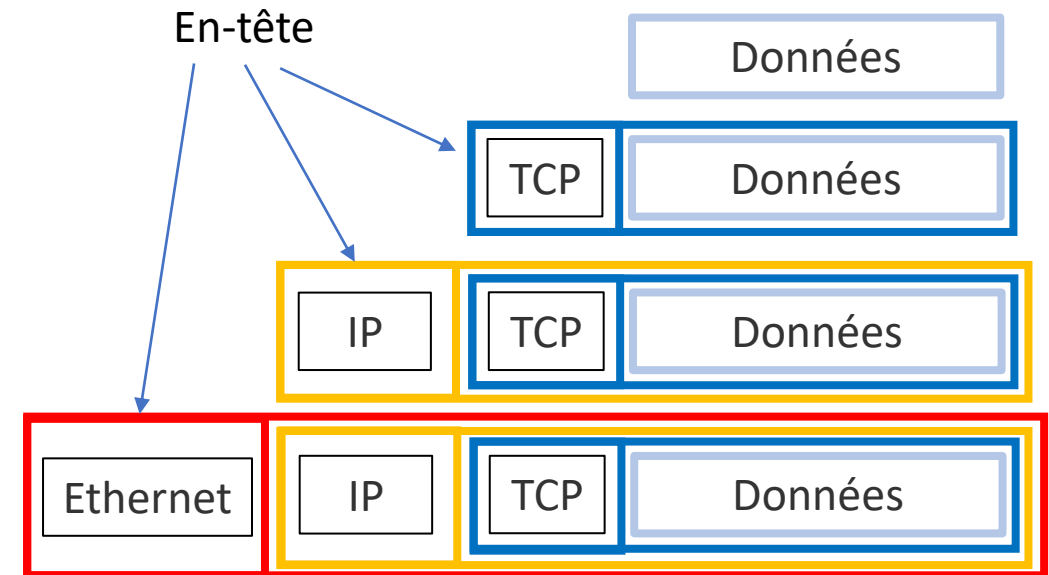 En-tête
Données
TCP Données
IP TCP Données
Ethernet IP TCP Données